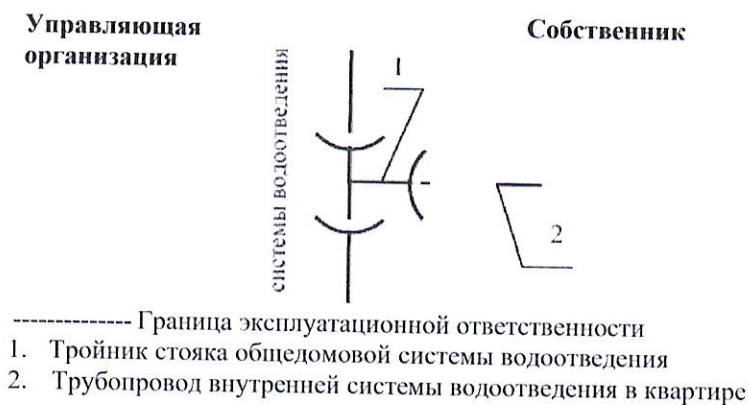 Управляющая
организация
Собственник
1
системы водоотведения
2
-------------- Граница эксплуатационной ответственности
1. Тройник стояка общедомовой системы водоотведения
2. Трубопровод внутренней системы водоотведения в квартире